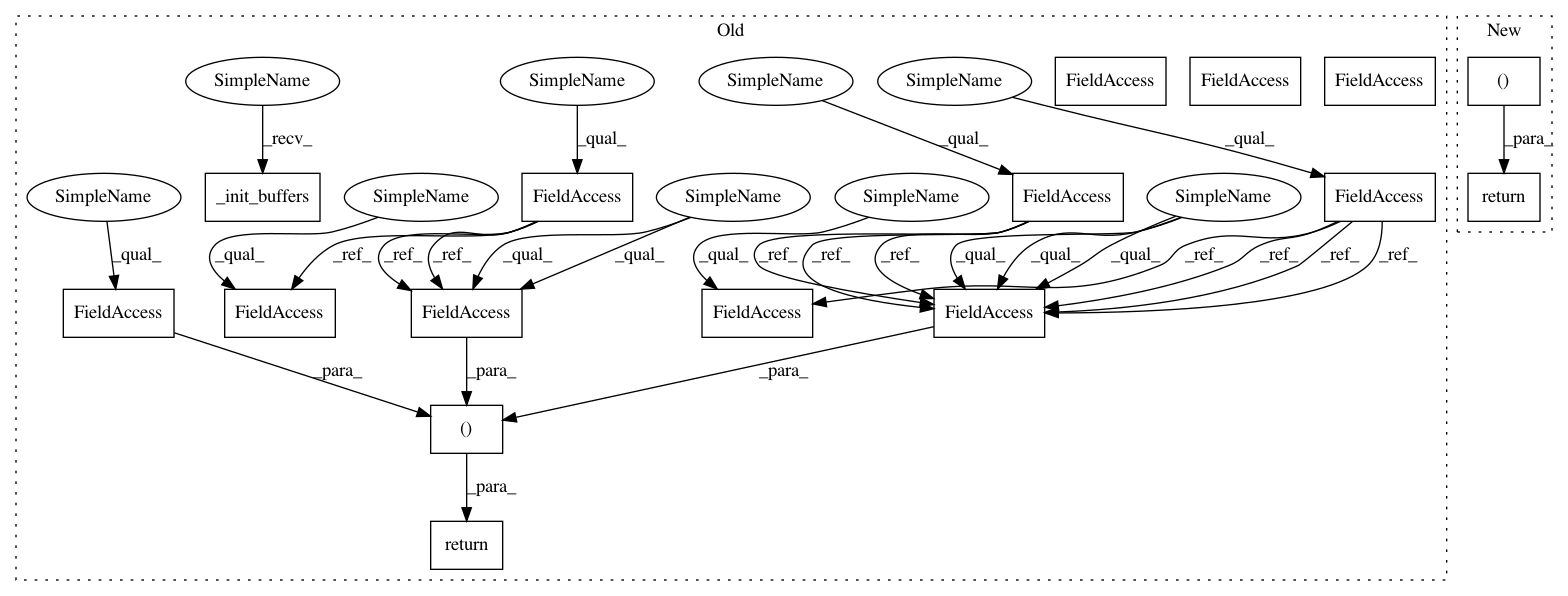 Old
New
SimpleName
SimpleName
SimpleName
SimpleName
FieldAccess
FieldAccess
FieldAccess
()
_recv_
_qual_
_qual_
_qual_
_para_
SimpleName
_init_buffers
SimpleName
FieldAccess
SimpleName
SimpleName
FieldAccess
SimpleName
FieldAccess
return
_qual_
_qual_
_ref_
_ref_
_ref_
_qual_
_qual_
_qual_
_ref_
_ref_
_ref_
_qual_
_qual_
_qual_
_ref_
_ref_
_ref_
_ref_
FieldAccess
FieldAccess
FieldAccess
FieldAccess
FieldAccess
_para_
_para_
_para_
()
_para_
return